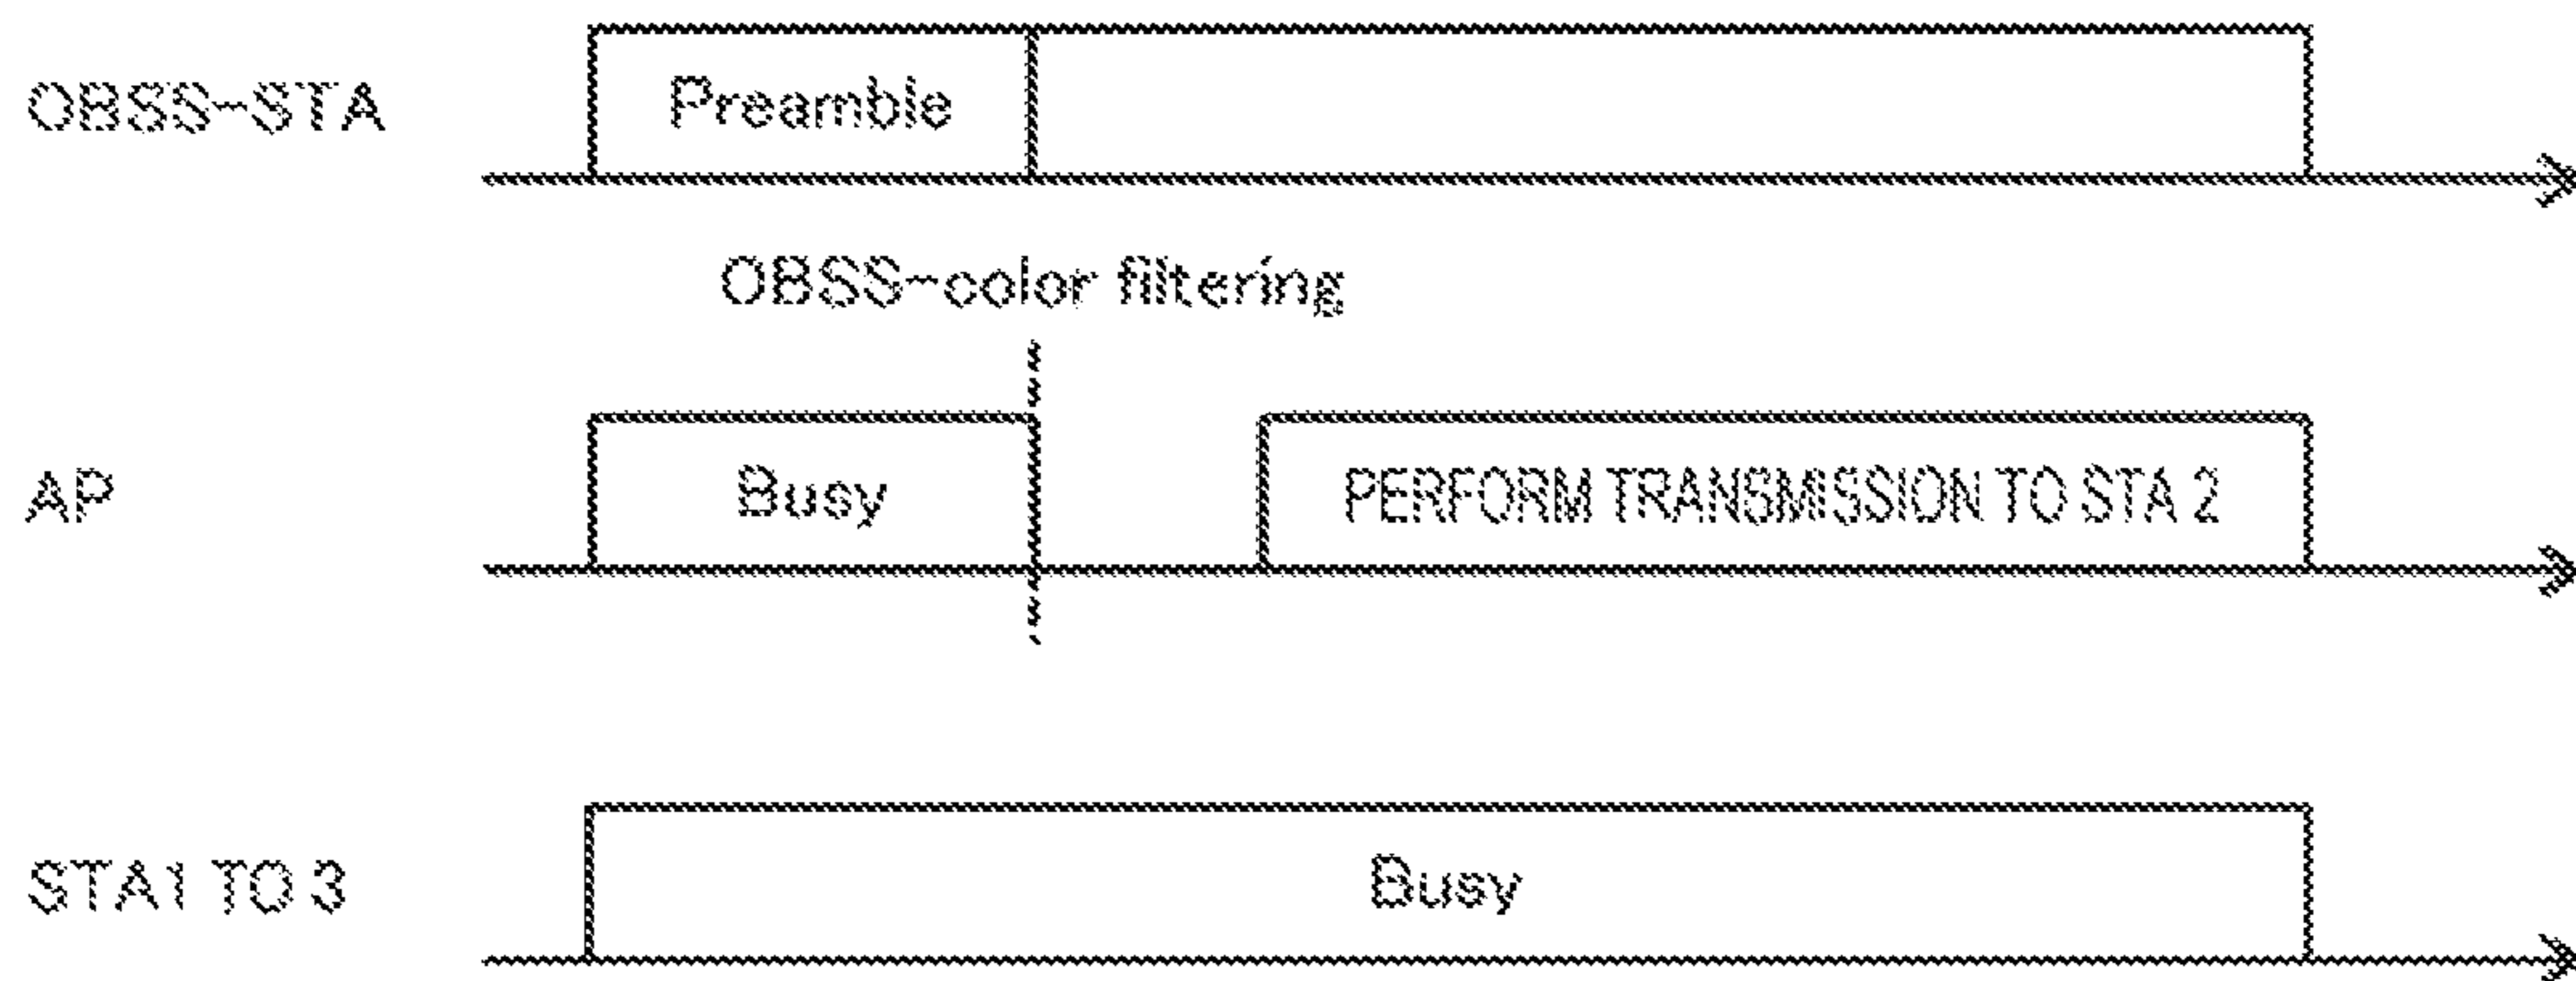 OBSS-STA
Preamble
OBSS-color filtering
AP
Busy
PERFORM TRANSMISSION TO STA 2
STA1 TO 3
Busy